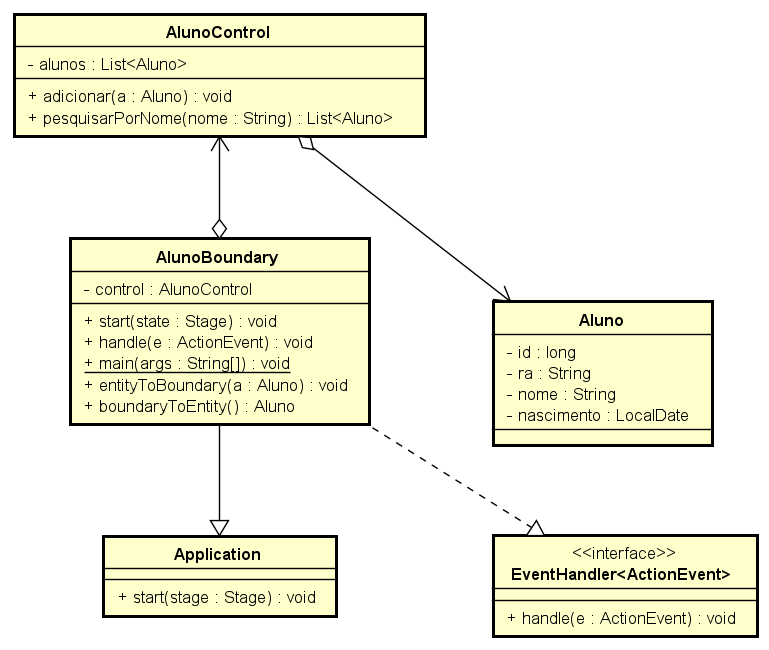 AlunoControl
- alunos : List<Aluno>
+ adicionar(a : Aluno) : void
+ pesquisarPorNome(nome : String) : List<Aluno>
AlunoBoundary
- control : AlunoControl
+ start(state : Stage) : void
+ handle(e : ActionEvent) : void
+ main(args : String[]) : void
+ entityToBoundary(a : Aluno) : void
+ boundaryToEntity() : Aluno
Aluno
- id : long
- ra : String
- nome : String
- nascimento : LocalDate
Application
+ start(stage : Stage) : void
<<interface>>
EventHandler<ActionEvent>
+ handle(e : ActionEvent) : void